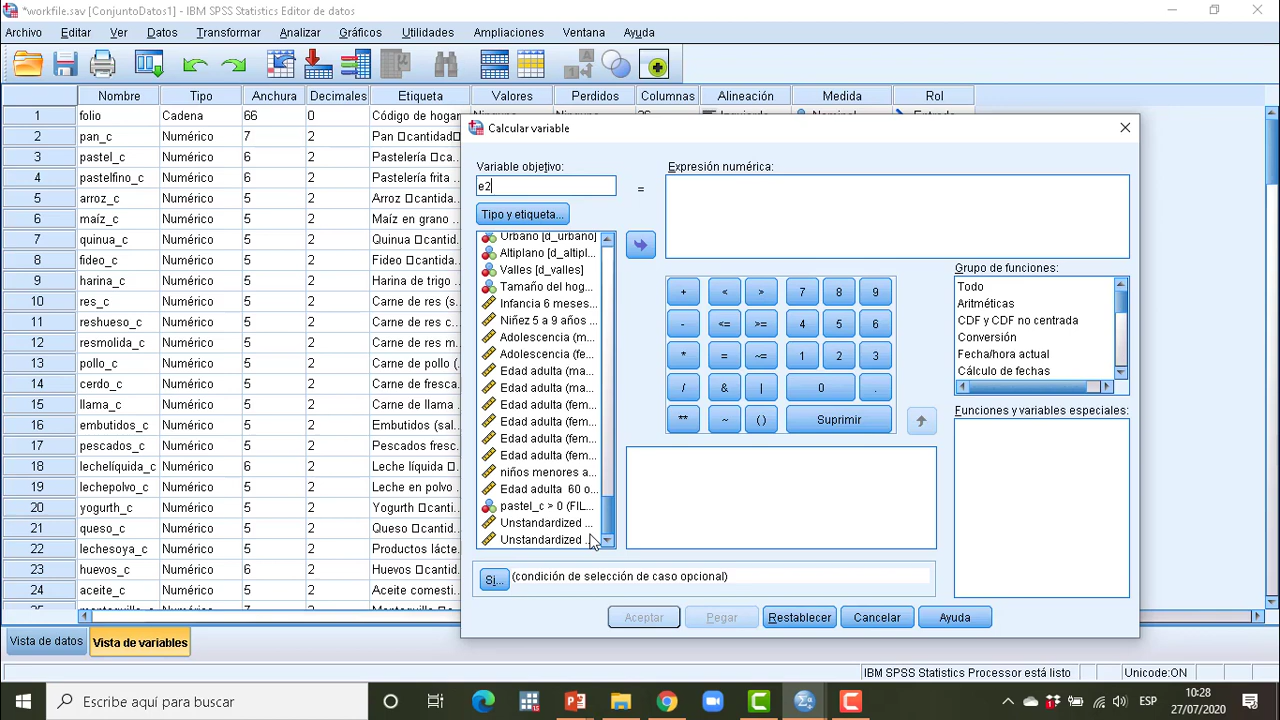 *workfile.sav [ConjuntoDatos1] - IBM SPSS Statistics Editor de datos
Archivo Editar Ver Datos Transformar Analizar Gráficos Utilidades Ampliaciones Ventana Ayuda
Nombre Tipo Anchura Decimales Etiqueta Valores Perdidos Columnas Alineación Medida Rol
1 folio Cadena 66 0 Código de hogar
2 pan_c Numérico 7 2 Pan □cantidad□
3 pastel_c Numérico 6 2 Pastelería □ca...
4 pastelfino_c Numérico 6 2 Pastelería frita ...
5 arroz_c Numérico 5 2 Arroz □cantida...
6 maíz_c Numérico 5 2 Maíz en grano ...
7 quinua_c Numérico 5 2 Quinua □canti...
8 fideo_c Numérico 6 2 Fideo □cantid...
9 harina_c Numérico 5 2 Harina de trigo ...
10 res_c Numérico 5 2 Carne de res (s...
11 reshueso_c Numérico 5 2 Carne de res c...
12 resmolida_c Numérico 5 2 Carne de res m...
13 pollo_c Numérico 6 2 Carne de pollo (...
14 cerdo_c Numérico 5 2 Carne de fresca...
15 llama_c Numérico 5 2 Carne de llama ...
16 embutidos_c Numérico 5 2 Embutidos (sal...
17 pescados_c Numérico 5 2 Pescados fresc...
18 lechelíquida_c Numérico 6 2 Leche líquida □...
19 lechepolvo_c Numérico 5 2 Leche en polvo ...
20 yogurth_c Numérico 5 2 Yogurth □cantid...
21 queso_c Numérico 5 2 Queso □cantid...
22 lechesoya_c Numérico 5 2 Productos lácte...
23 huevos_c Numérico 6 2 Huevos □cantid...
24 aceite_c Numérico 5 2 Aceite comesti...
Calcular variable
Variable objetivo:
e2
=
Expresión numérica:
Tipo y etiqueta...
Urbano [d_urbano]
Altiplano [d_altipl...
Valles [d_valles]
Tamaño del hog...
Infancia 6 meses...
Niñez 5 a 9 años ...
Adolescencia (m...
Adolescencia (fe...
Edad adulta (ma...
Edad adulta (ma...
Edad adulta (fem...
Edad adulta (fem...
Edad adulta (fem...
Edad adulta (fem...
niños menores a...
Edad adulta 60 o...
pastel_c > 0 (FIL...
Unstandardized ...
Unstandardized ...
+ < > 7 8 9
- <= >= 4 5 6
* = ~= 1 2 3
/ & | 0 .
** ~ () Suprimir
Grupo de funciones:
Todo
Aritméticas
CDF y CDF no centrada
Conversión
Fecha/hora actual
Cálculo de fechas
Funciones y variables especiales:
Si... (condición de selección de caso opcional)
Aceptar Pegar Restablecer Cancelar Ayuda
Vista de datos Vista de variables
IBM SPSS Statistics Processor está listo Unicode:ON
Escribe aquí para buscar
ESP
10:28
27/07/2020